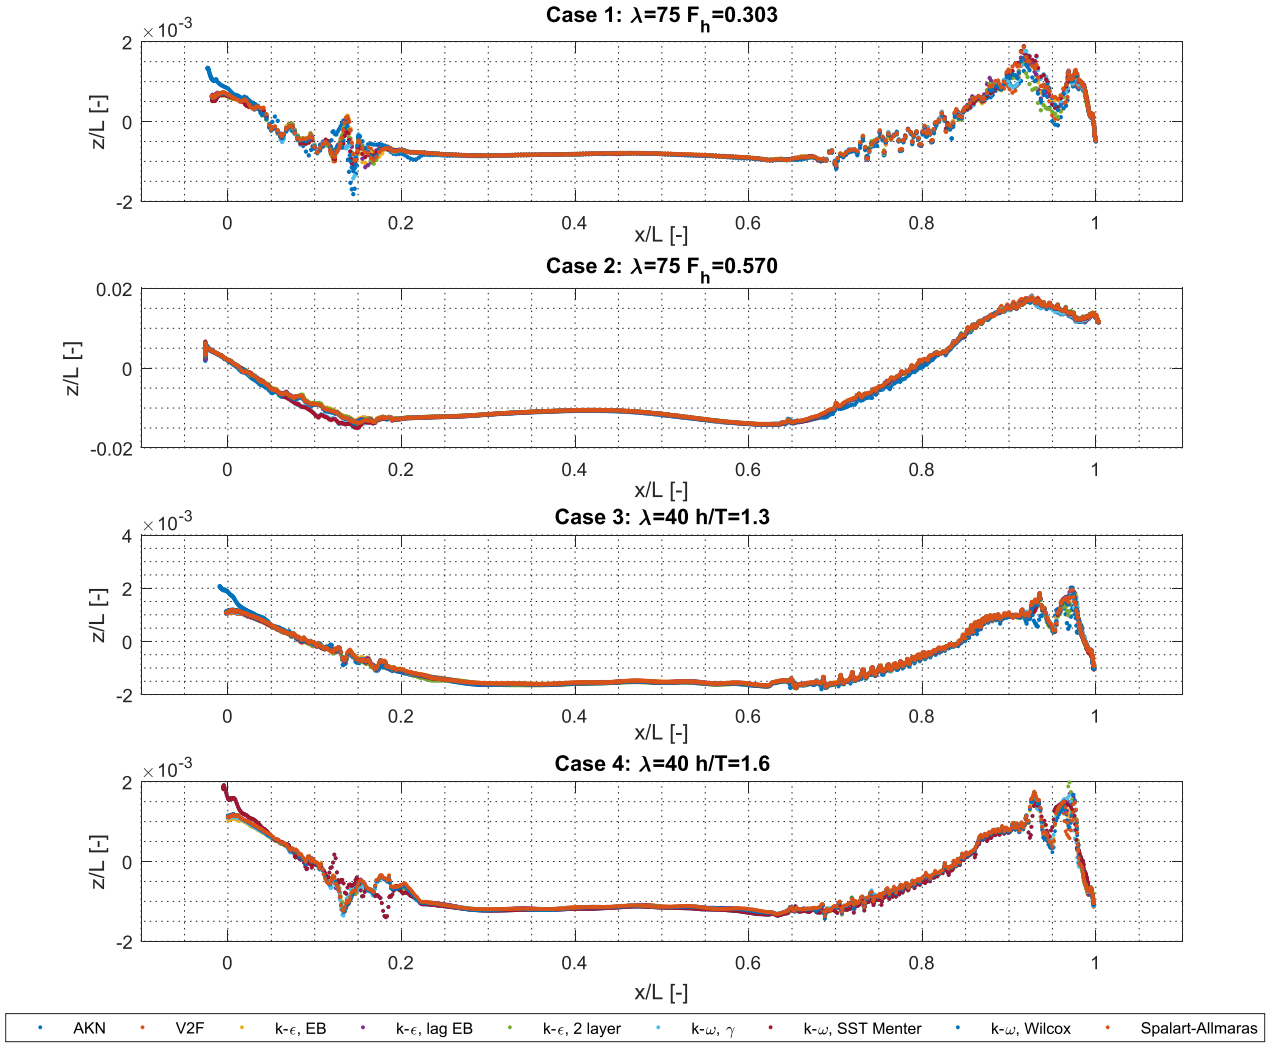 Case 1: λ=75 F_h=0.303
×10^-3
2
0
-2
z/L [-]
0 0.2 0.4 0.6 0.8 1
x/L [-]
Case 2: λ=75 F_h=0.570
0.02
0
-0.02
z/L [-]
0 0.2 0.4 0.6 0.8 1
x/L [-]
Case 3: λ=40 h/T=1.3
×10^-3
4
2
0
-2
z/L [-]
0 0.2 0.4 0.6 0.8 1
x/L [-]
Case 4: λ=40 h/T=1.6
×10^-3
2
0
-2
z/L [-]
0 0.2 0.4 0.6 0.8 1
x/L [-]
AKN V2F k-ϵ, EB k-ϵ, lag EB k-ϵ, 2 layer k-ω, γ k-ω, SST Menter k-ω, Wilcox Spalart-Allmaras